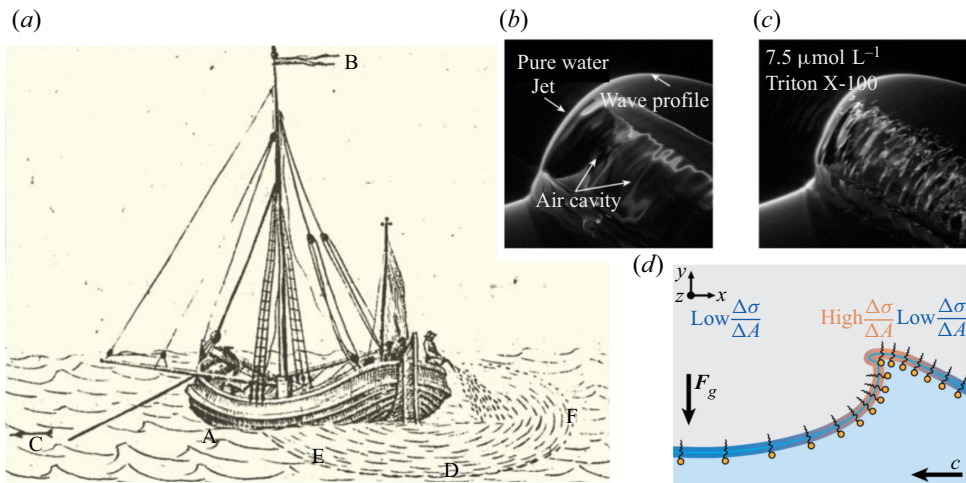 (a)
B
C
A
E
D
F
(b)
Pure water
Jet
Wave profile
Air cavity
(c)
7.5 μmol L⁻¹
Triton X-100
(d)
y
z
x
Low Δσ/ΔA
High Δσ/ΔA
Low Δσ/ΔA
F_g
c